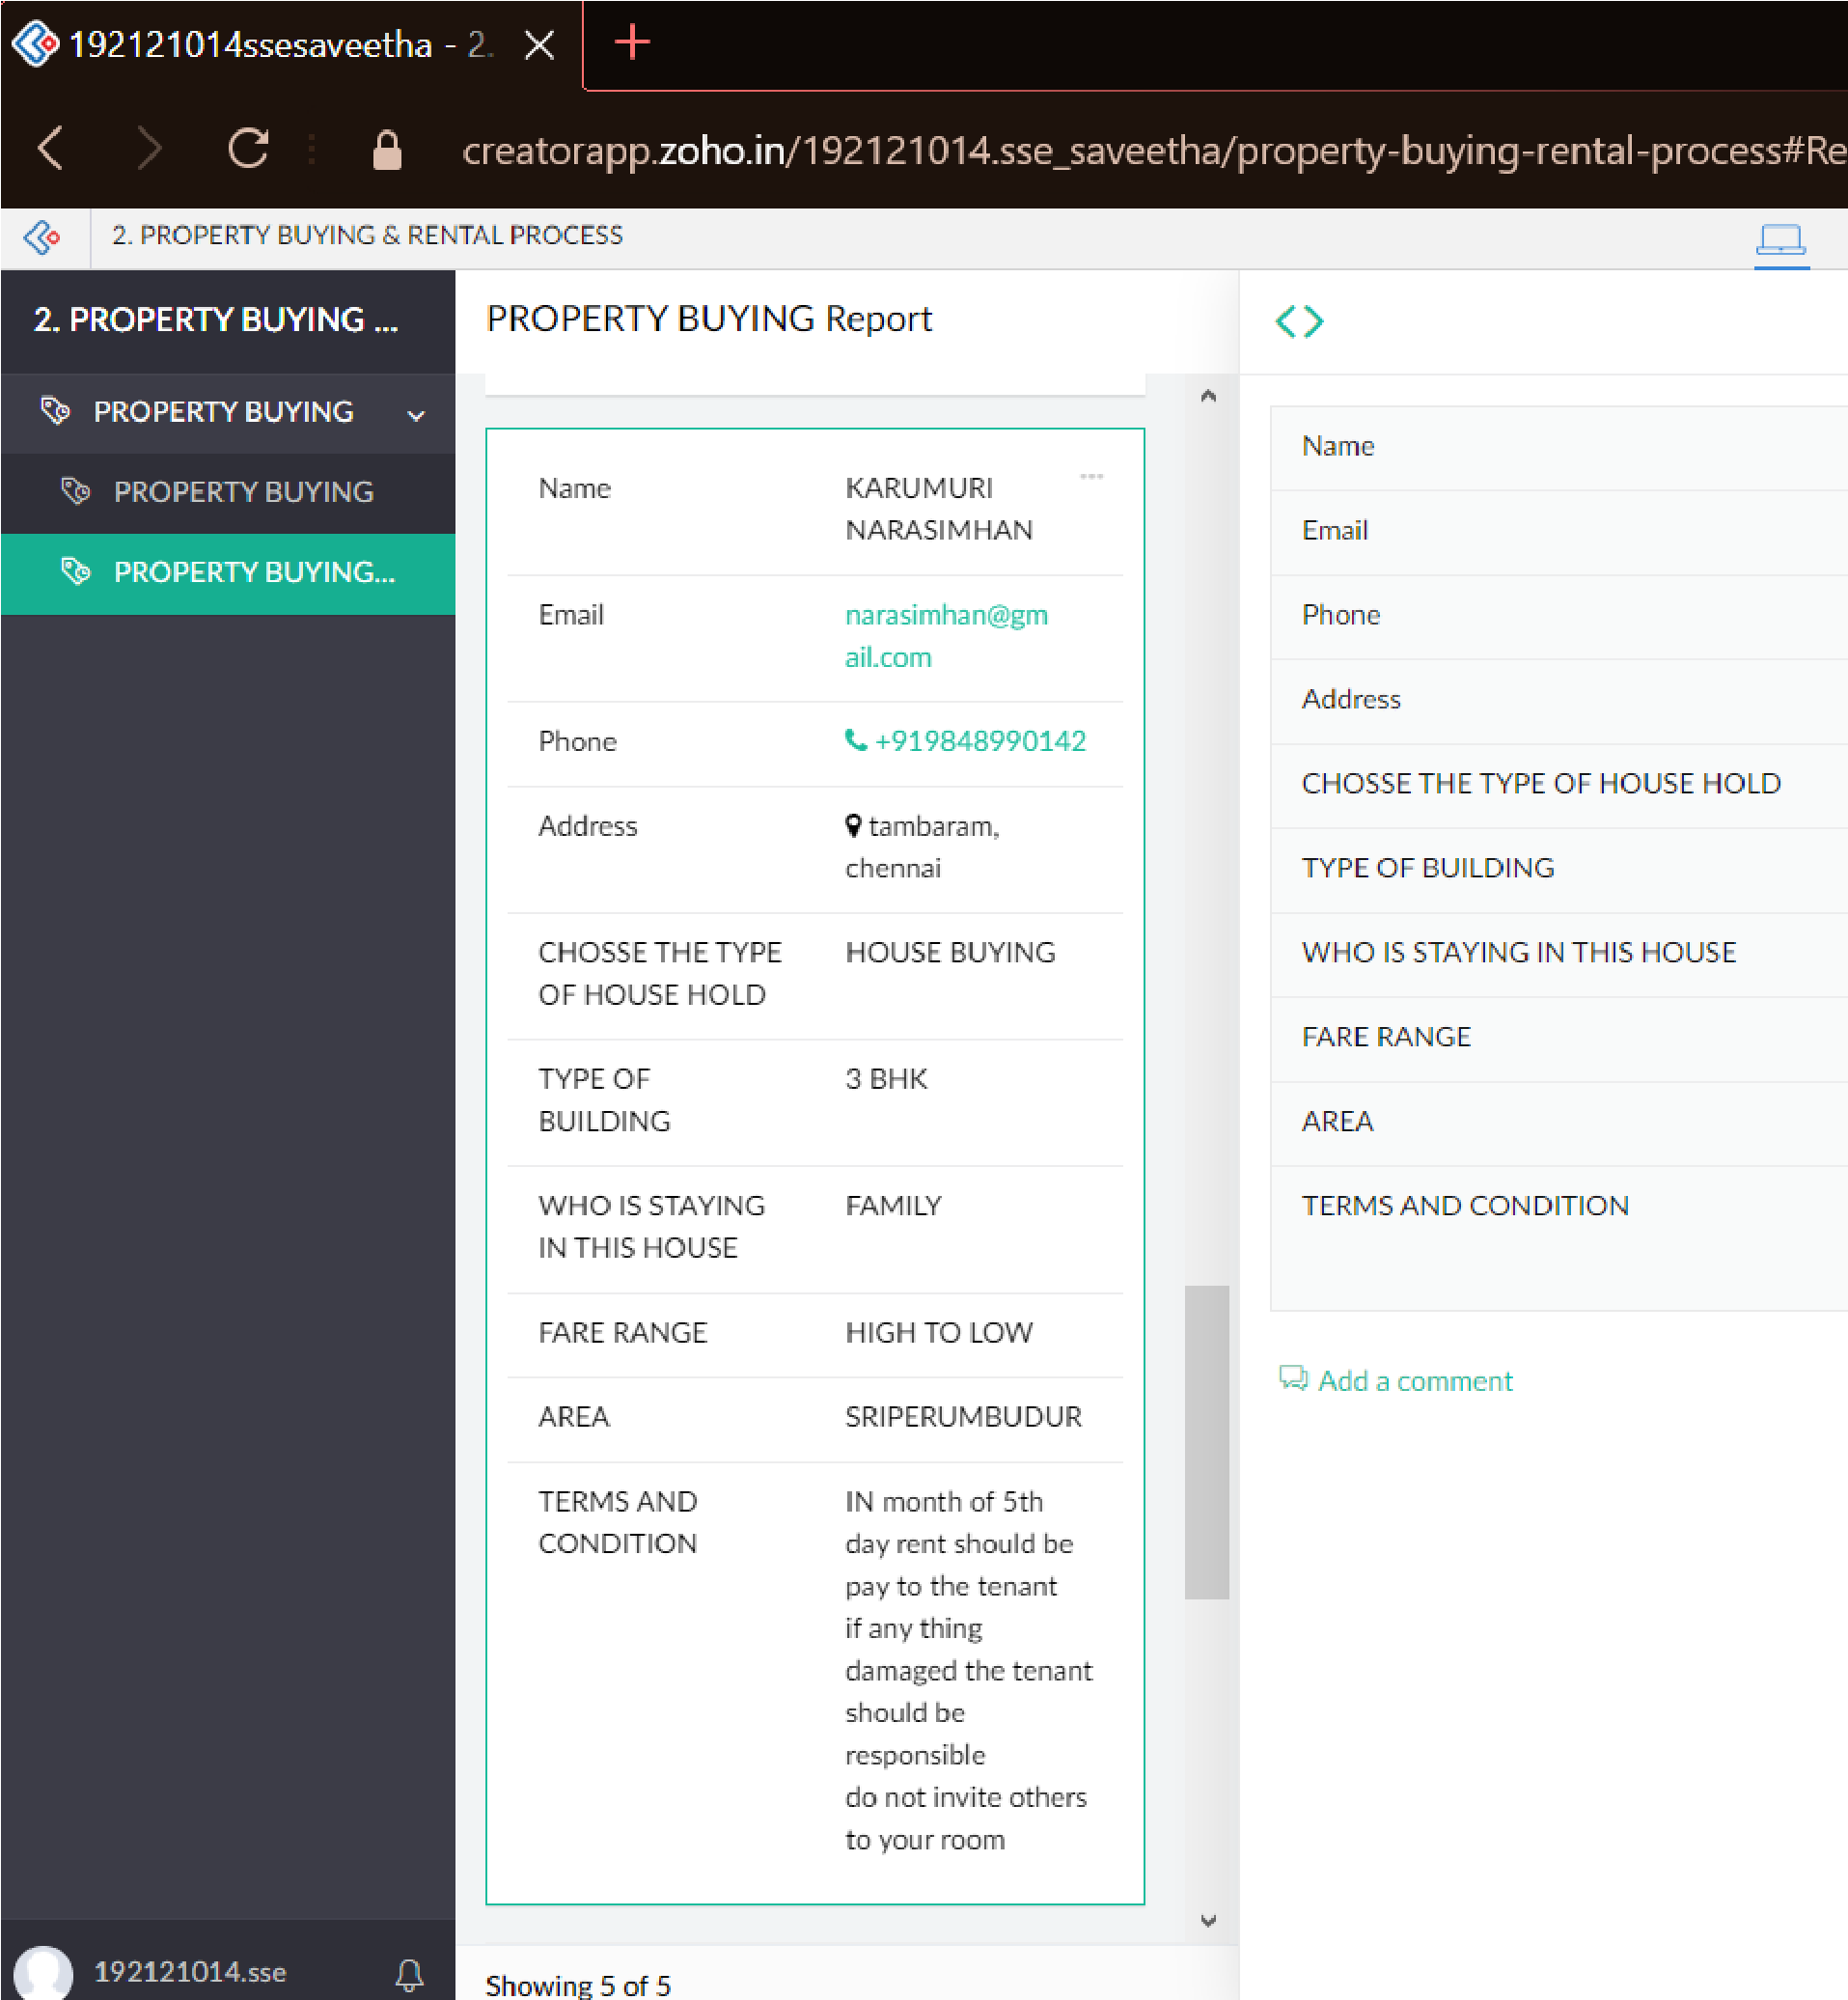 192121014ssesaveetha - 2.
creatorapp.zoho.in/192121014.sse_saveetha/property-buying-rental-process#Re
2. PROPERTY BUYING & RENTAL PROCESS
2. PROPERTY BUYING ...
PROPERTY BUYING
PROPERTY BUYING
PROPERTY BUYING...
192121014.sse
PROPERTY BUYING Report
Name KARUMURI
NARASIMHAN
Email narasimhan@gm
ail.com
Phone +919848990142
Address tambaram,
chennai
CHOSSE THE TYPE HOUSE BUYING
OF HOUSE HOLD
TYPE OF 3 BHK
BUILDING
WHO IS STAYING FAMILY
IN THIS HOUSE
FARE RANGE HIGH TO LOW
AREA SRIPERUMBUDUR
TERMS AND IN month of 5th
CONDITION day rent should be
pay to the tenant
if any thing
damaged the tenant
should be
responsible
do not invite others
to your room
Showing 5 of 5
Name
Email
Phone
Address
CHOSSE THE TYPE OF HOUSE HOLD
TYPE OF BUILDING
WHO IS STAYING IN THIS HOUSE
FARE RANGE
AREA
TERMS AND CONDITION
Add a comment